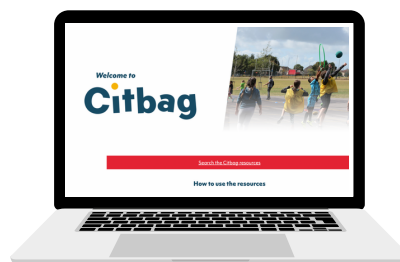 Welcome to
Citbag
Search the Citbag resources
How to use the resources